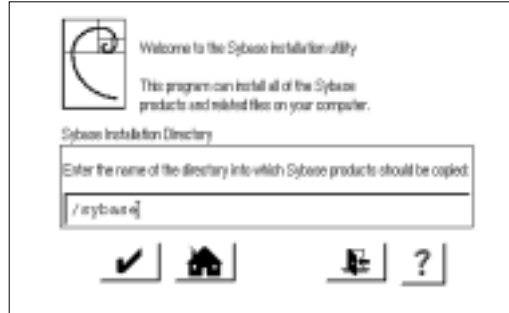 Welcome to the Sybase installation utility
This program can install all of the Sybase
products and related files on your computer.
Sybase Installation Directory
Enter the name of the directory into which Sybase products should be copied:
/sybase
?